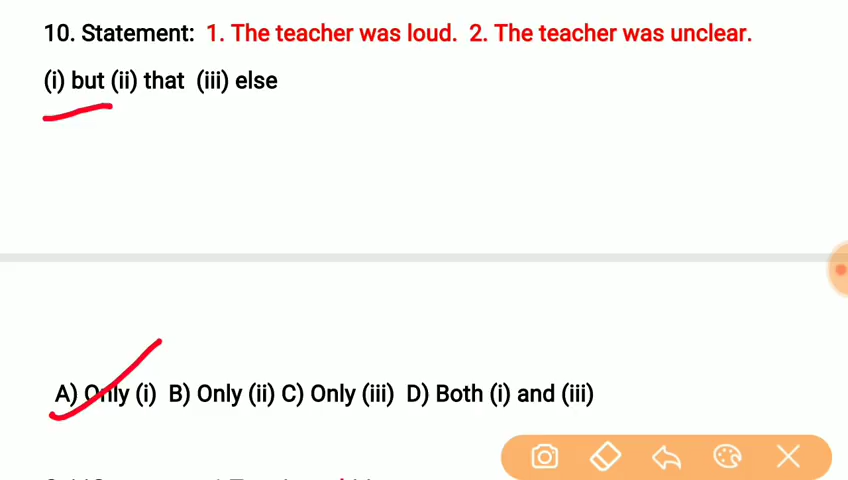 10. Statement: 1. The teacher was loud. 2. The teacher was unclear.
(i) but (ii) that (iii) else
A) Only (i) B) Only (ii) C) Only (iii) D) Both (i) and (iii)